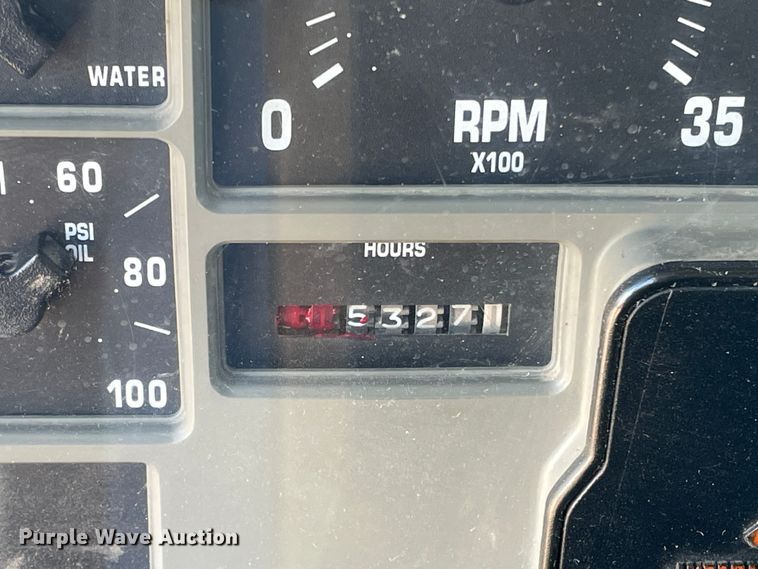 WATER
0 RPM 35
X100
60
PSI
OIL
80
100
HOURS
53271
Purple Wave Auction